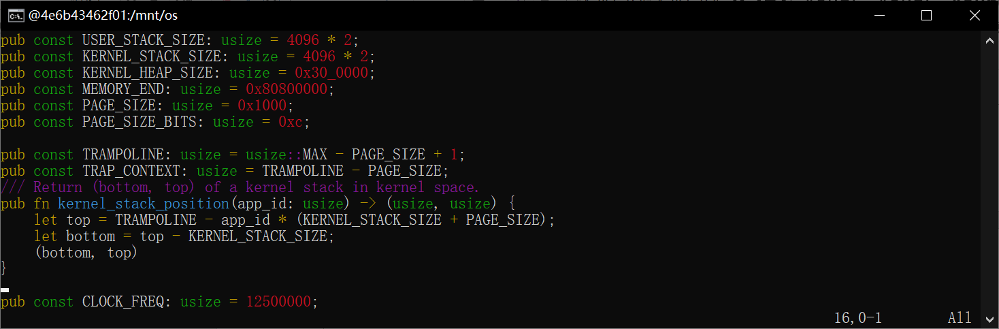 @4e6b43462f01:/mnt/os
pub const USER_STACK_SIZE: usize = 4096 * 2;
pub const KERNEL_STACK_SIZE: usize = 4096 * 2;
pub const KERNEL_HEAP_SIZE: usize = 0x30_0000;
pub const MEMORY_END: usize = 0x80800000;
pub const PAGE_SIZE: usize = 0x1000;
pub const PAGE_SIZE_BITS: usize = 0xc;

pub const TRAMPOLINE: usize = usize::MAX - PAGE_SIZE + 1;
pub const TRAP_CONTEXT: usize = TRAMPOLINE - PAGE_SIZE;
/// Return (bottom, top) of a kernel stack in kernel space.
pub fn kernel_stack_position(app_id: usize) -> (usize, usize) {
    let top = TRAMPOLINE - app_id * (KERNEL_STACK_SIZE + PAGE_SIZE);
    let bottom = top - KERNEL_STACK_SIZE;
    (bottom, top)
}

pub const CLOCK_FREQ: usize = 12500000;
16,0-1 All